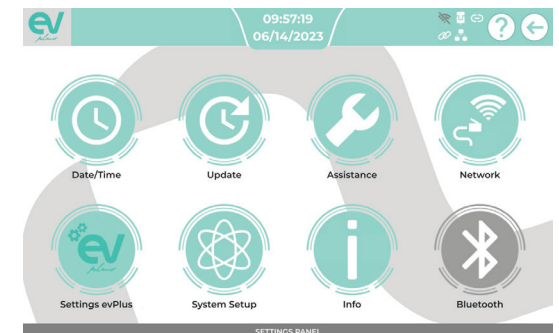 ev
plus
09:57:19
06/14/2023
?
Date/Time
Update
Assistance
Network
ev
plus
Settings evPlus
System Setup
Info
Bluetooth
SETTINGS PANEL